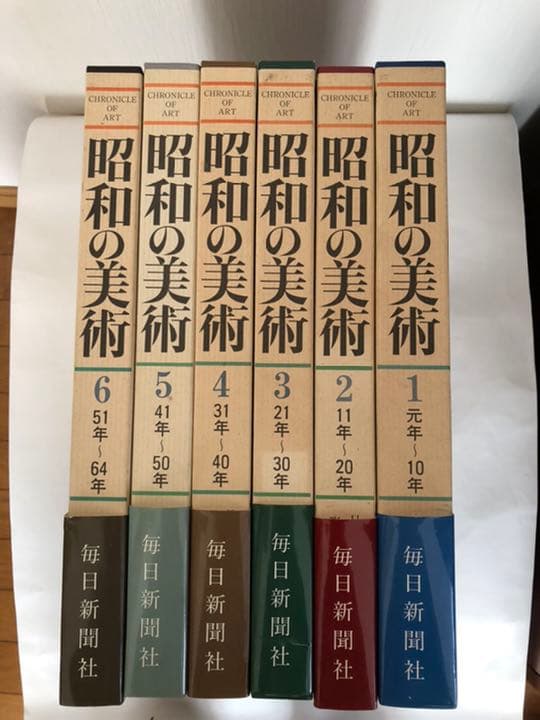 CHRONICLE
OF
ART
昭和の美術
1
元年〜10年
毎日新聞社
CHRONICLE
OF
ART
昭和の美術
2
11年〜20年
毎日新聞社
CHRONICLE
OF
ART
昭和の美術
3
21年〜30年
毎日新聞社
CHRONICLE
OF
ART
昭和の美術
4
31年〜40年
毎日新聞社
CHRONICLE
OF
ART
昭和の美術
5
41年〜50年
毎日新聞社
CHRONICLE
OF
ART
昭和の美術
6
51年〜64年
毎日新聞社